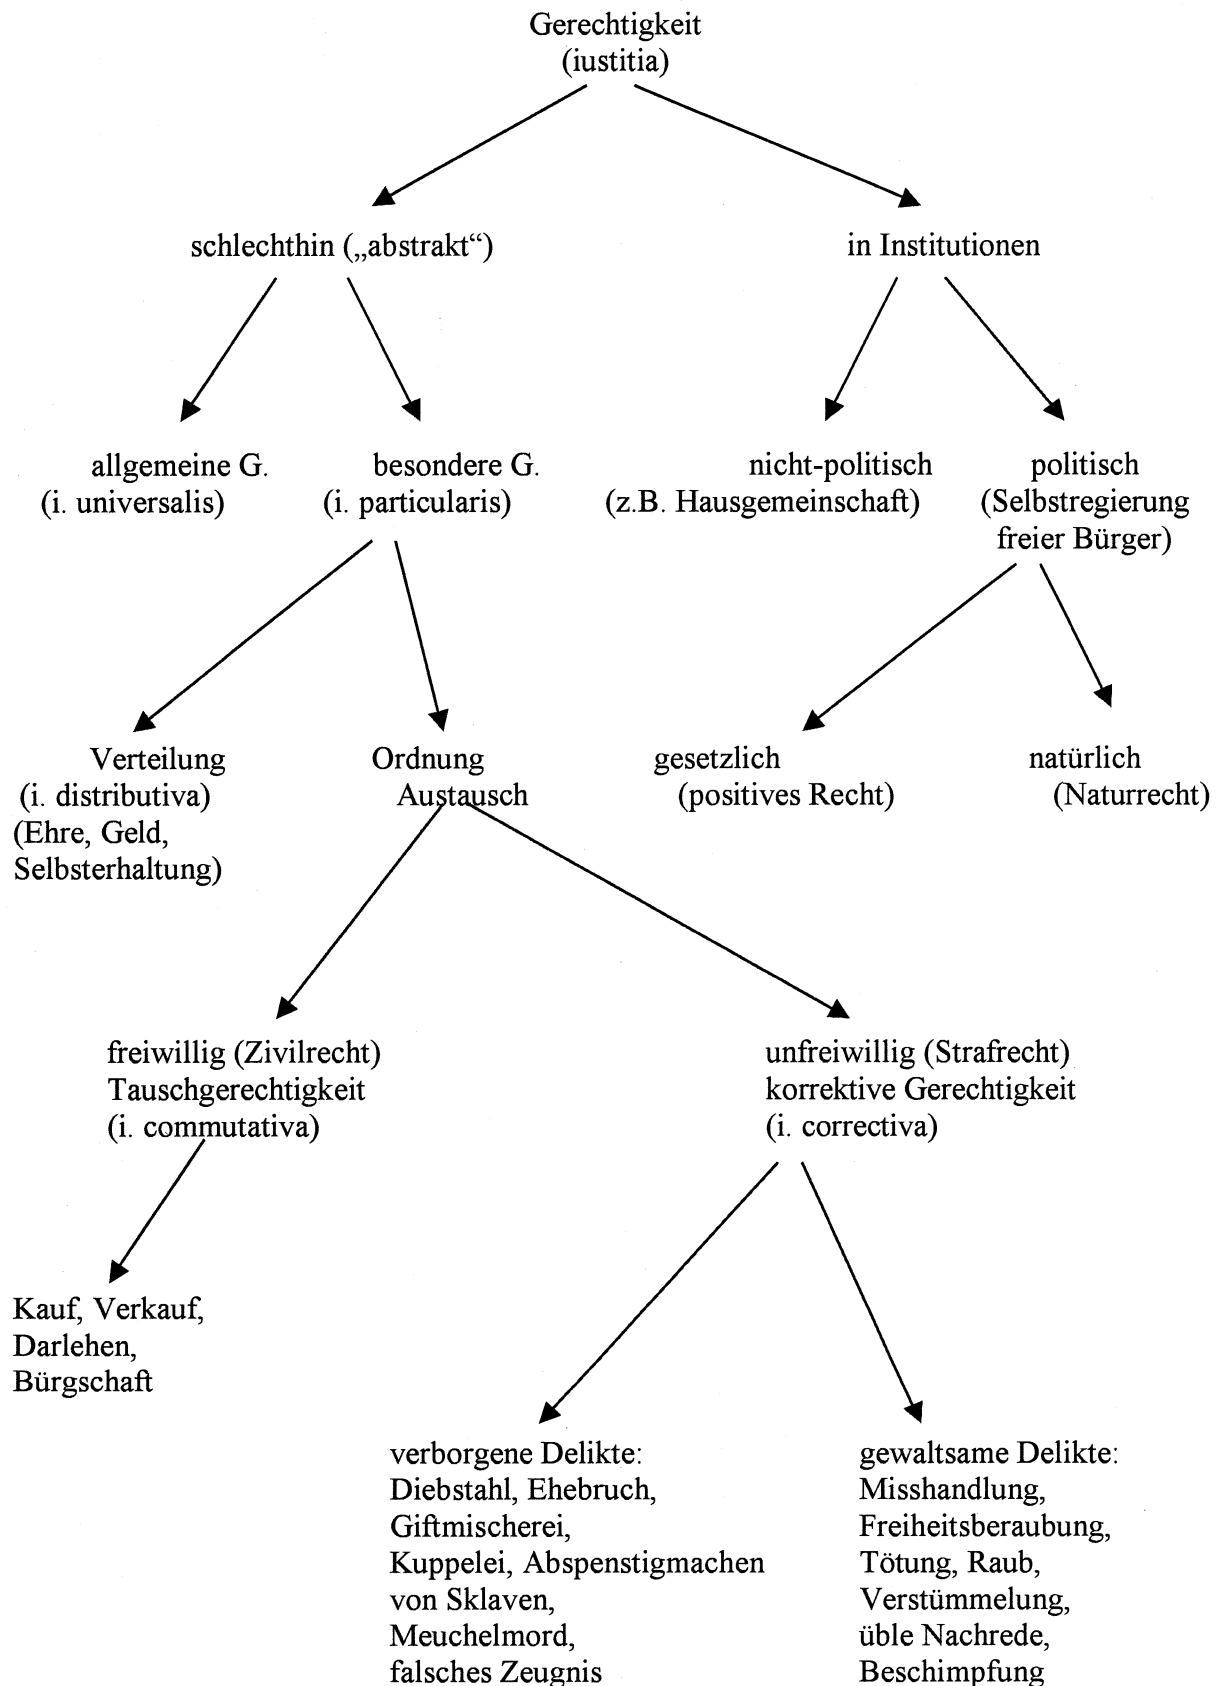 Gerechtigkeit
(iustitia)
schlechthin („abstrakt“)
in Institutionen
allgemeine G.
(i. universalis)
besondere G.
(i. particularis)
nicht-politisch
(z.B. Hausgemeinschaft)
politisch
(Selbstregierung
freier Bürger)
Verteilung
(i. distributiva)
(Ehre, Geld,
Selbsterhaltung)
Ordnung
Austausch
gesetzlich
(positives Recht)
natürlich
(Naturrecht)
freiwillig (Zivilrecht)
Tauschgerechtigkeit
(i. commutativa)
unfreiwillig (Strafrecht)
korrektive Gerechtigkeit
(i. correctiva)
Kauf, Verkauf,
Darlehen,
Bürgschaft
verborgene Delikte:
Diebstahl, Ehebruch,
Giftmischerei,
Kuppelei, Abspenstigmachen
von Sklaven,
Meuchelmord,
falsches Zeugnis
gewaltsame Delikte:
Misshandlung,
Freiheitsberaubung,
Tötung, Raub,
Verstümmelung,
üble Nachrede,
Beschimpfung